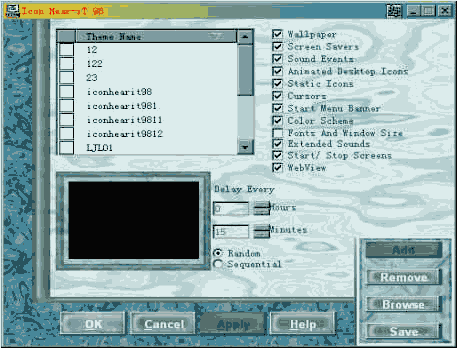 Icon Hear-iT 98
Theme Name
12
122
23
iconhearit98
iconhearit981
iconhearit9811
iconhearit9812
LJL01
Wallpaper
Screen Savers
Sound Events
Animated Desktop Icons
Static Icons
Cursors
Start Menu Banner
Color Scheme
Fonts And Window Size
Extended Sounds
Start/ Stop Screens
WebView
Delay Every
0 Hours
15 Minutes
Random
Sequential
Add
Remove
Browse
Save
OK Cancel Apply Help